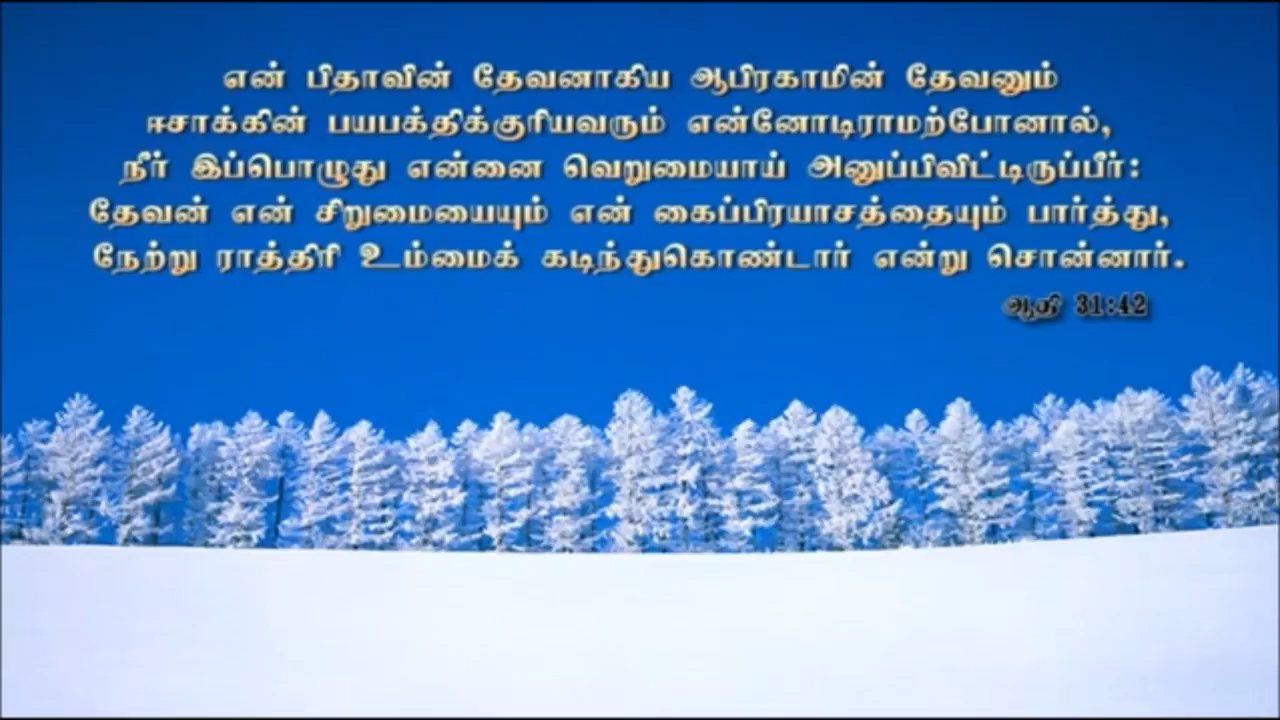 என் பிதாவின் தேவனாகிய ஆபிரகாமின் தேவனும்
ஈசாக்கின் பயபக்திக்குரியவரும் என்னோடிராமற்போனால்,
நீர் இப்பொழுது என்னை வெறுமையாய் அனுப்பிவிட்டிருப்பீர்:
தேவன் என் சிறுமையையும் என் கைப்பிரயாசத்தையும் பார்த்து,
நேற்று ராத்திரி உம்மைக் கடிந்துகொண்டார் என்று சொன்னார்.
ஆதி 31:42